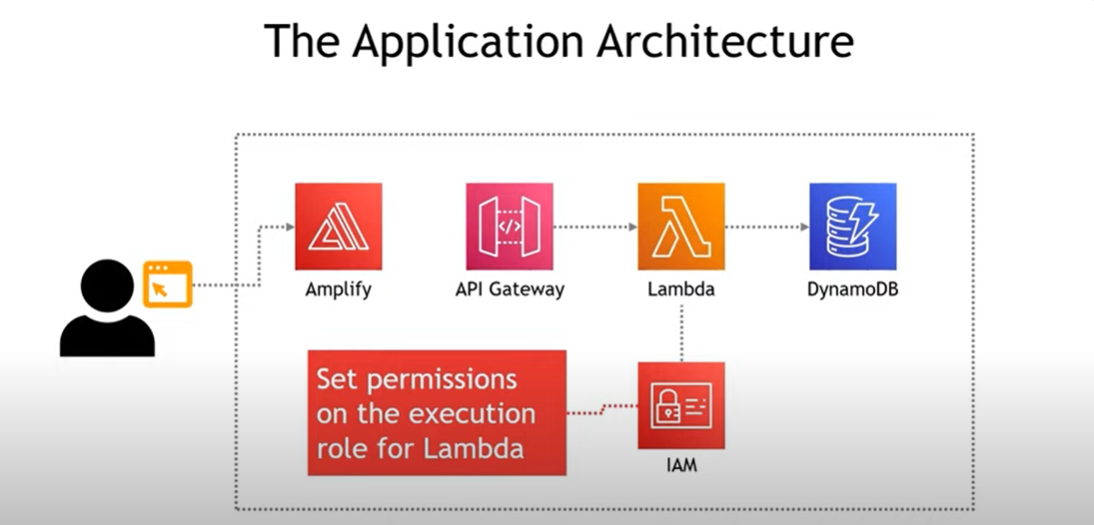 The Application Architecture
Amplify
API Gateway
Lambda
DynamoDB
Set permissions
on the execution
role for Lambda
IAM